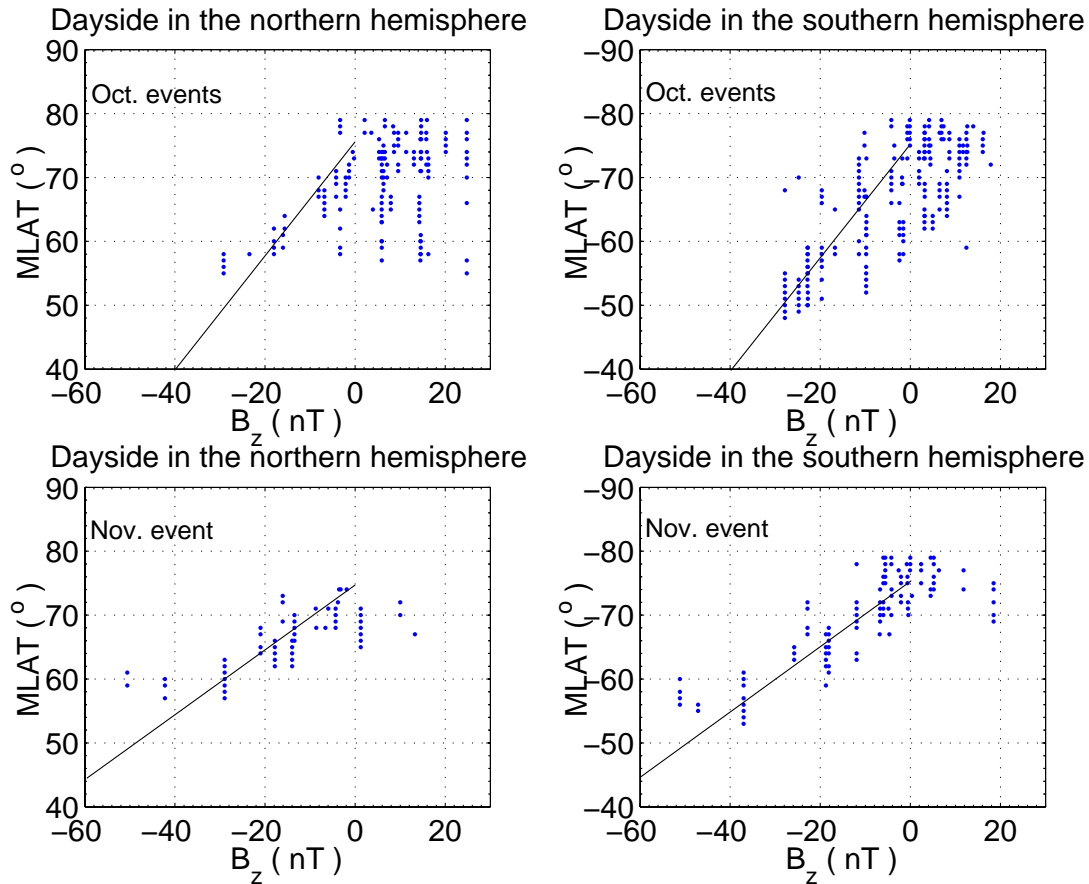 Dayside in the northern hemisphere
90
80
70
60
50
40
MLAT ( o )
Oct. events
−60 −40 −20 0 20
Bz ( nT )
Dayside in the southern hemisphere
90
−80
−70
−60
−50
−40
MLAT ( o )
Oct. events
−60 −40 −20 0 20
Bz ( nT )
Dayside in the northern hemisphere
90
80
70
60
50
40
MLAT ( o )
Nov. event
−60 −40 −20 0 20
Bz ( nT )
Dayside in the southern hemisphere
−90
−80
−70
−60
−50
−40
MLAT ( o )
Nov. event
−60 −40 −20 0 20
Bz ( nT )